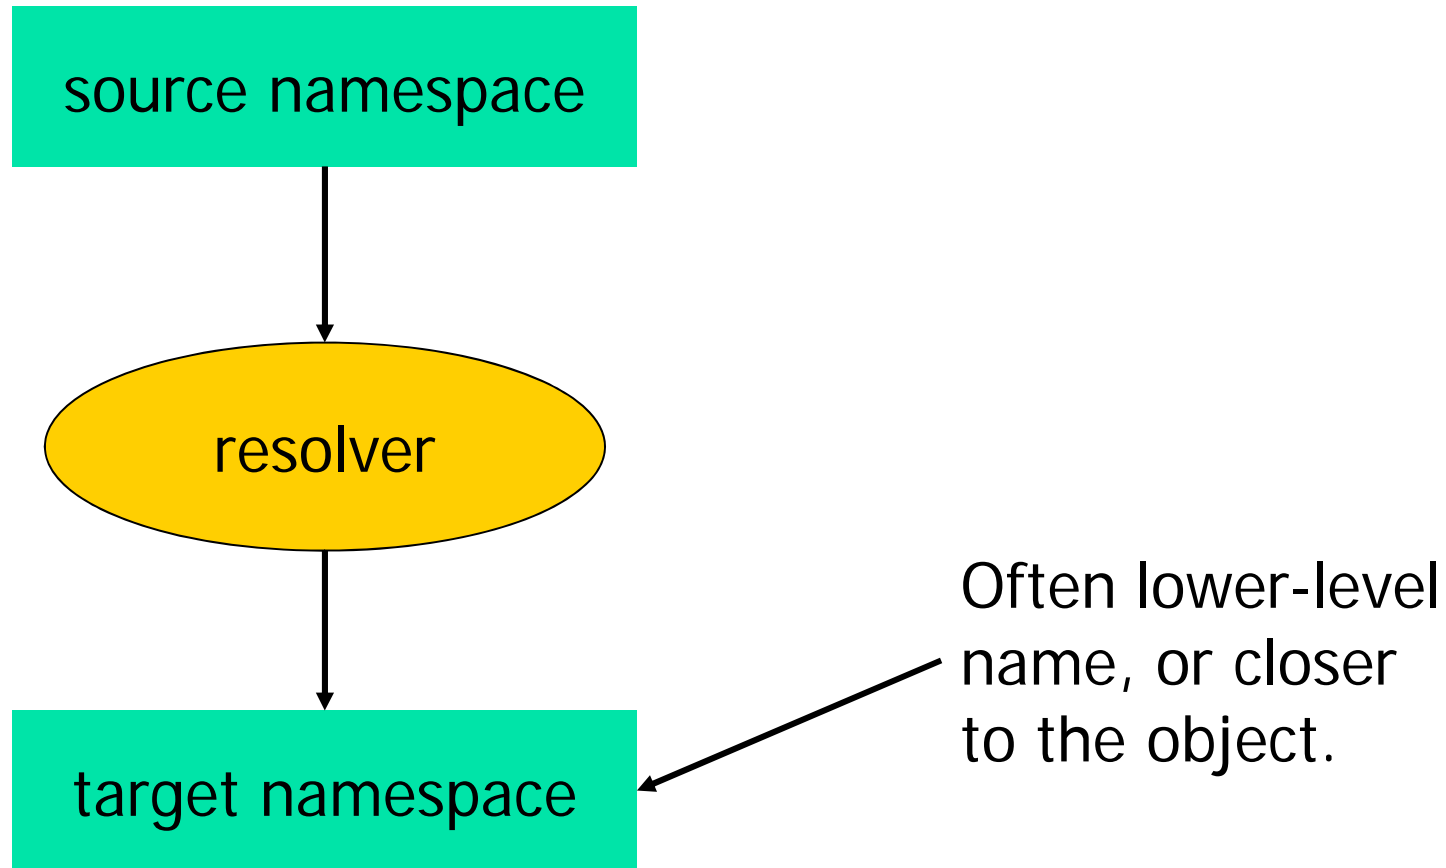 source namespace
resolver
Often lower-level
name, or closer
to the object.
target namespace